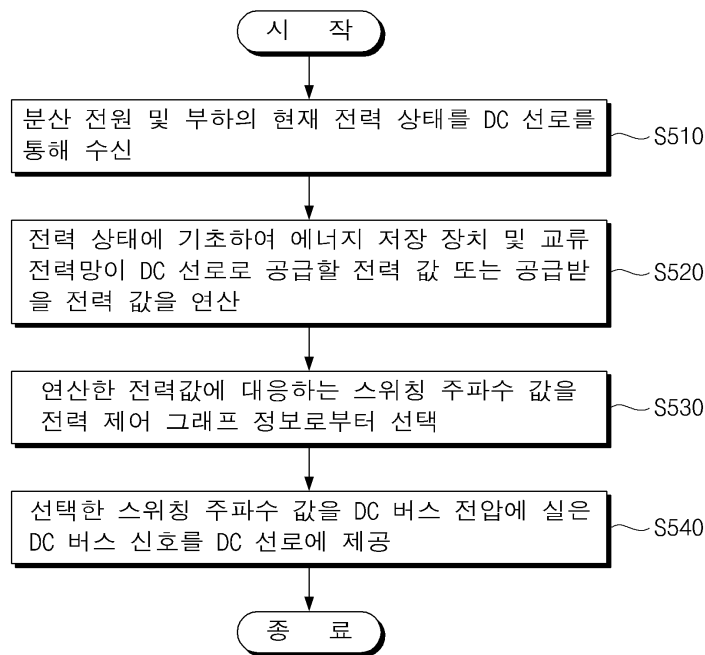 시 작
분산 전원 및 부하의 현재 전력 상태를 DC 선로를
통해 수신
S510
전력 상태에 기초하여 에너지 저장 장치 및 교류
전력망이 DC 선로로 공급할 전력 값 또는 공급받
을 전력 값을 연산
S520
연산한 전력값에 대응하는 스위칭 주파수 값을
전력 제어 그래프 정보로부터 선택
S530
선택한 스위칭 주파수 값을 DC 버스 전압에 실은
DC 버스 신호를 DC 선로에 제공
S540
종 료